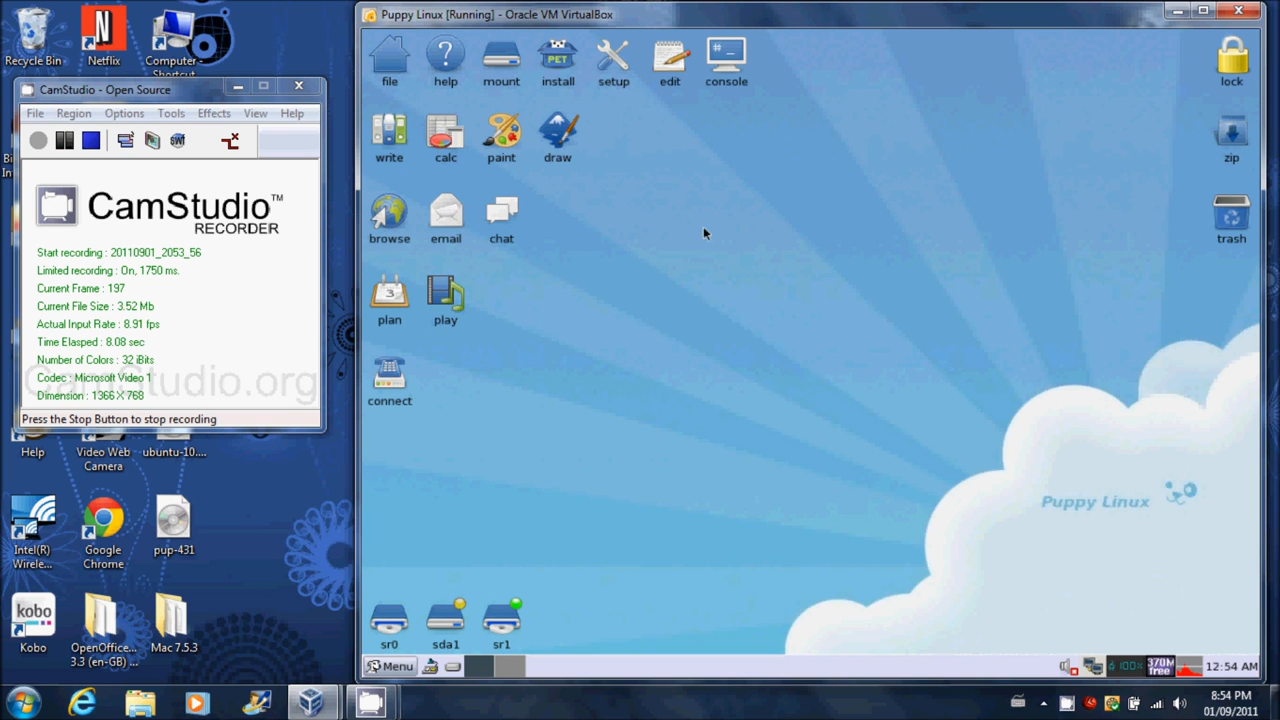 Recycle Bin
Netflix
Computer -
Shortcut
CamStudio - Open Source
File Region Options Tools Effects View Help
SWF
CamStudio™
RECORDER
Start recording : 20110901_2053_56
Limited recording : On, 1750 ms.
Current Frame : 197
Current File Size : 3.52 Mb
Actual Input Rate : 8.91 fps
Time Elasped : 8.08 sec
Number of Colors : 32 iBits
Codec : Microsoft Video 1
Dimension : 1366 X 768
CamStudio.org
Press the Stop Button to stop recording
Help
Video Web
Camera
ubuntu-10....
Intel(R)
Wirele...
Google
Chrome
pup-431
kobo
Kobo
OpenOffice...
3.3 (en-GB) ...
Mac 7.5.3
Puppy Linux [Running] - Oracle VM VirtualBox
file
help
mount
PET
install
setup
edit
console
lock
write
calc
paint
draw
zip
browse
email
chat
trash
3
plan
play
connect
Puppy Linux
sr0
sda1
sr1
Menu
100%
370M
free
12:54 AM
8:54 PM
01/09/2011